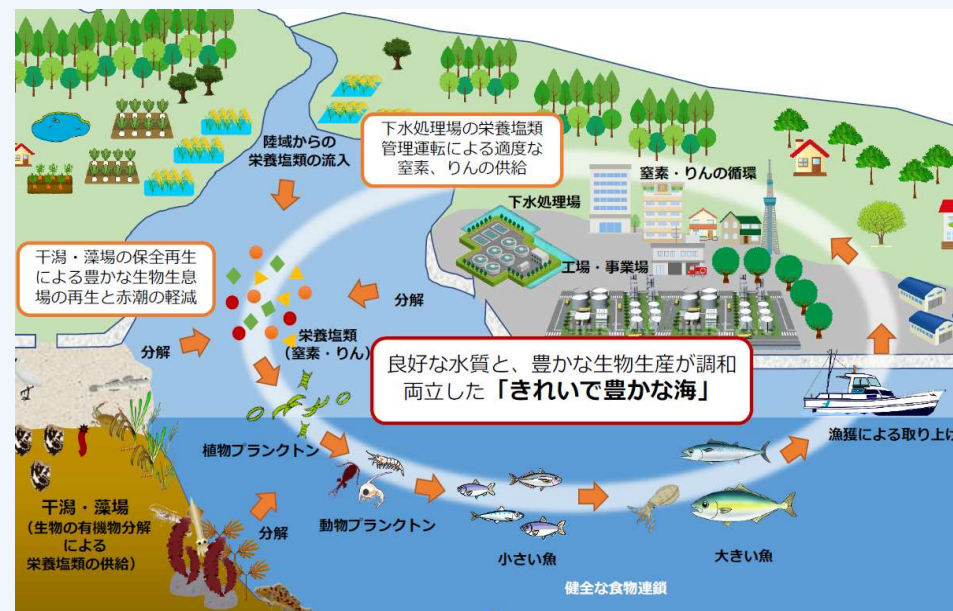 陸域からの
栄養塩類の流入
下水処理場の栄養塩類
管理運転による適度な
窒素、りんの供給
窒素・りんの循環
下水処理場
工場・事業場
干潟・藻場の保全再生
による豊かな生物生息
場の再生と赤潮の軽減
分解
分解
栄養塩類
（窒素・りん）
良好な水質と、豊かな生物生産が調和
両立した「きれいで豊かな海」
漁獲による取り上げ
植物プランクトン
動物プランクトン
小さい魚
大きい魚
干潟・藻場
（生物の有機物分解
による
栄養塩類の供給）
分解
健全な食物連鎖